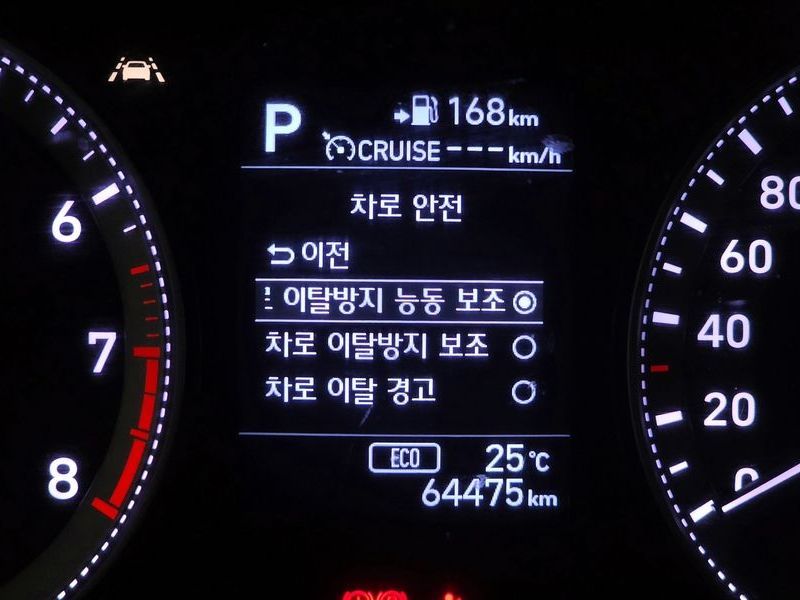 P
168km
CRUISE---km/h
차로 안전
이전
이탈방지 능동 보조
차로 이탈방지 보조
차로 이탈 경고
ECO 25°C
64475km
6
7
8
80
60
40
20
0